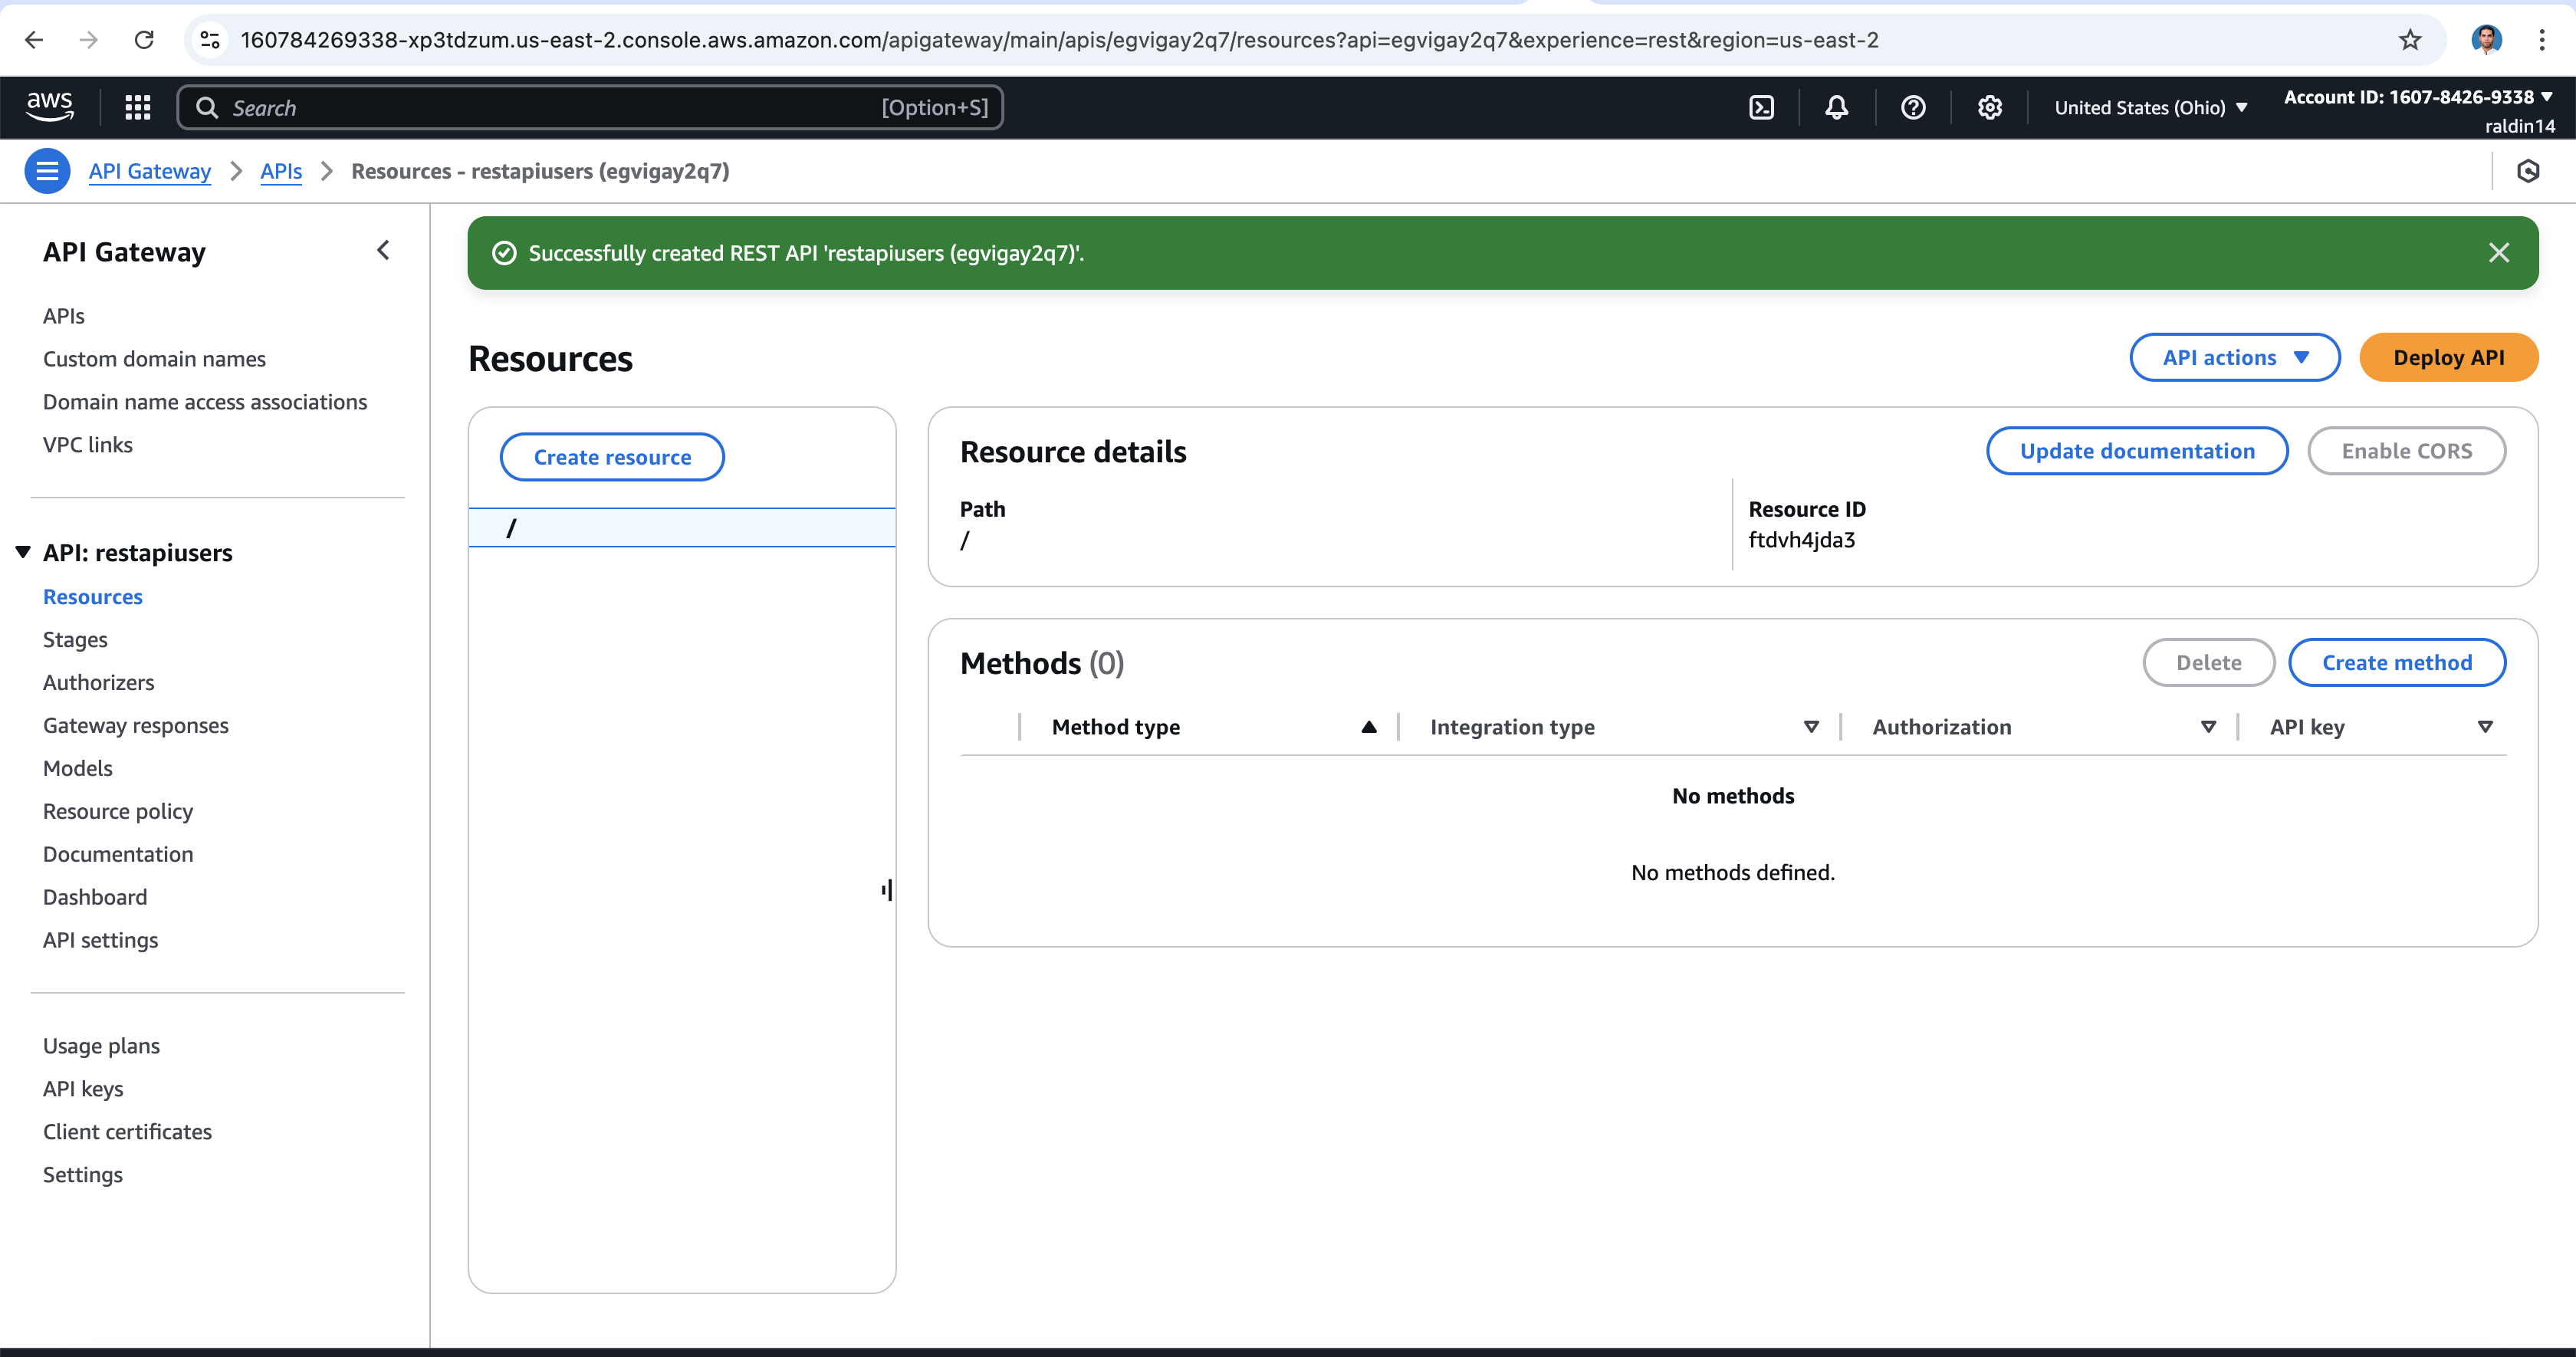 160784269338-xp3tdzum.us-east-2.console.aws.amazon.com/apigateway/main/apis/egvigay2q7/resources?api=egvigay2q7&experience=rest&region=us-east-2
aws
Search
[Option+S]
United States (Ohio)
Account ID: 1607-8426-9338
raldin14
API Gateway
APIs
Resources - restapiusers (egvigay2q7)
API Gateway
APIs
Custom domain names
Domain name access associations
VPC links
API: restapiusers
Resources
Stages
Authorizers
Gateway responses
Models
Resource policy
Documentation
Dashboard
API settings
Usage plans
API keys
Client certificates
Settings
Successfully created REST API 'restapiusers (egvigay2q7)'.
Resources
API actions
Deploy API
Create resource
/
Resource details
Update documentation
Enable CORS
Path
/
Resource ID
ftdvh4jda3
Methods (0)
Delete
Create method
Method type
Integration type
Authorization
API key
No methods
No methods defined.